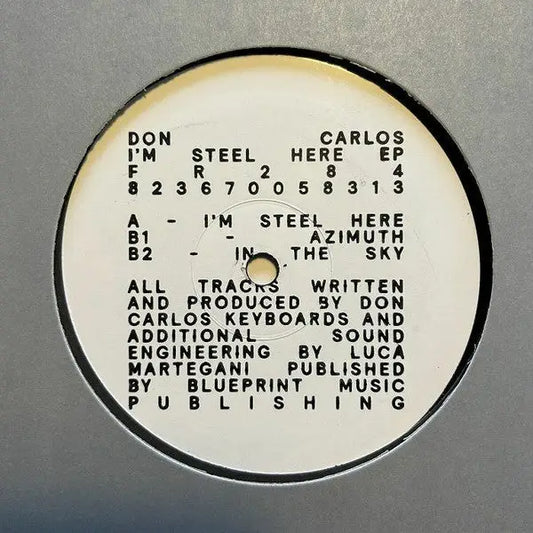 DON CARLOS
I'M STEEL HERE EP
F R 2 8 4
8 2 3 6 7 0 0 5 8 3 1 3
A - I'M STEEL HERE
B1 - AZIMUTH
B2 - IN THE SKY
ALL TRACKS WRITTEN
AND PRODUCED BY DON
CARLOS KEYBOARDS AND
ADDITIONAL SOUND
ENGINEERING BY LUCA
MARTEGANI PUBLISHED
BY BLUEPRINT MUSIC
P U B L I S H I N G